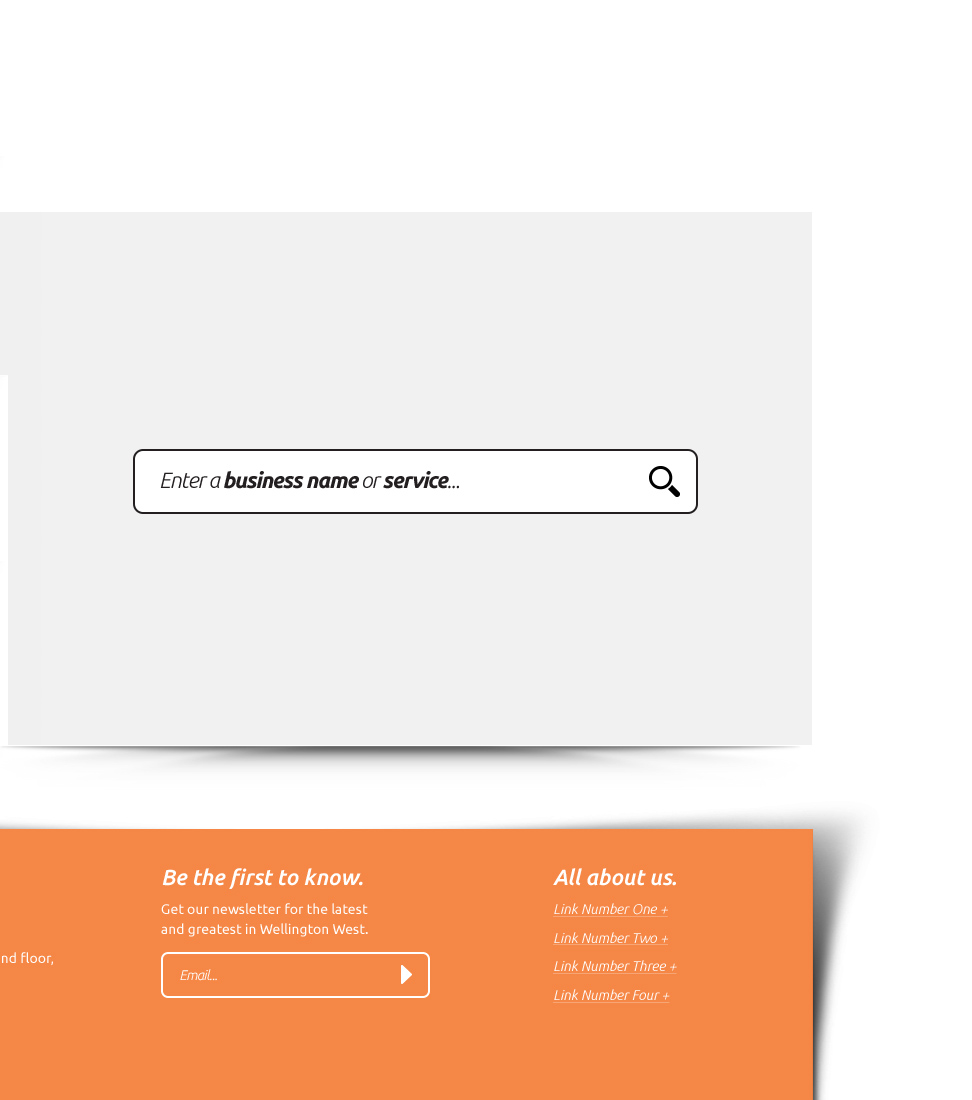 Enter a business name or service...
Be the first to know.
Get our newsletter for the latest
and greatest in Wellington West.
Email...
All about us.
Link Number One +
Link Number Two +
Link Number Three +
Link Number Four +
nd floor,